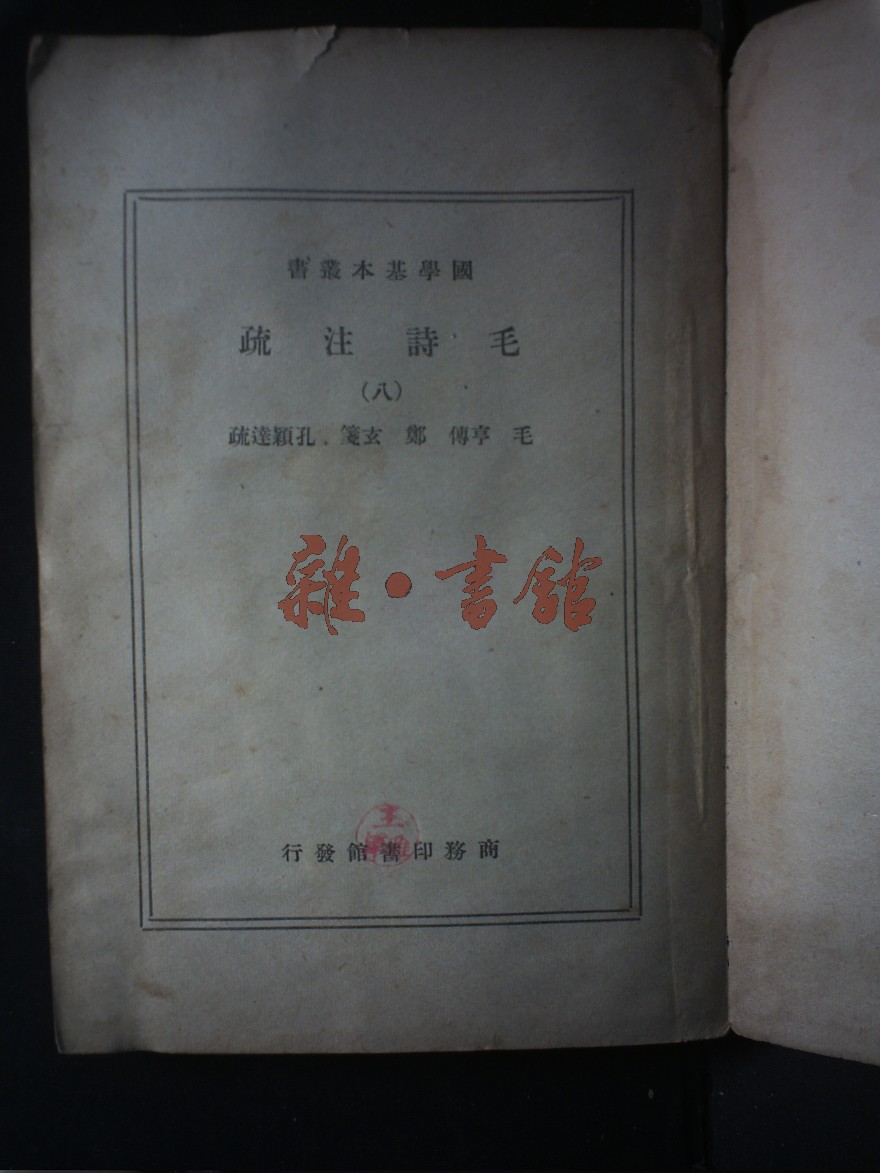 國學基本叢書
毛詩注疏
(八)
毛亨傳 鄭玄箋 孔穎達疏
雜·書館
商務印書館發行